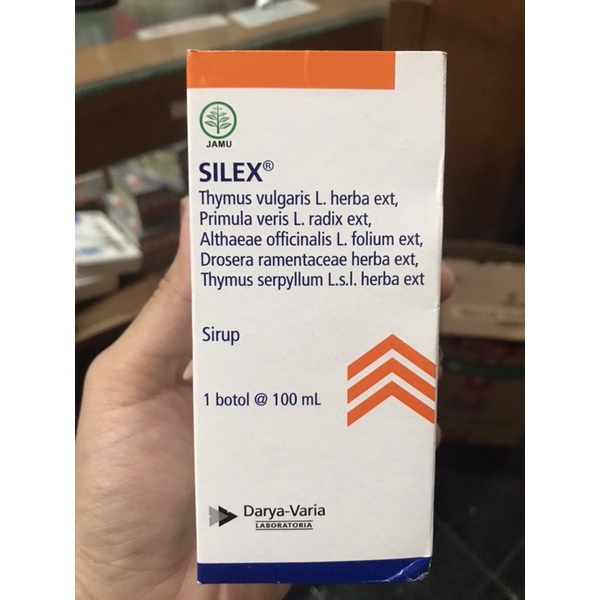 JAMU
SILEX®
Thymus vulgaris L. herba ext,
Primula veris L. radix ext,
Althaeae officinalis L. folium ext,
Drosera ramentaceae herba ext,
Thymus serpyllum L.s.l. herba ext
Sirup
1 botol @ 100 mL
Darya-Varia
LABORATORIA